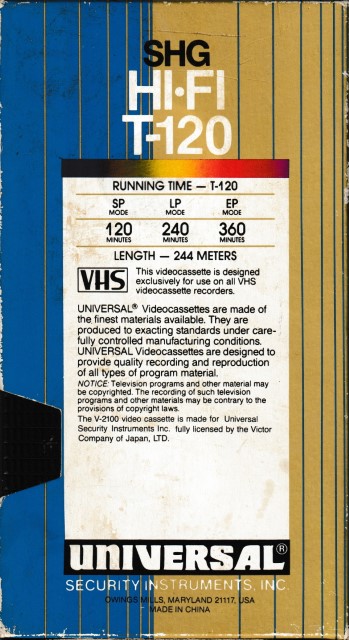 SHG
HI•FI
T-120
RUNNING TIME — T-120
SP LP EP
MODE MODE MODE
120 240 360
MINUTES MINUTES MINUTES
LENGTH — 244 METERS
VHS This videocassette is designed
exclusively for use on all VHS
videocassette recorders.
UNIVERSAL® Videocassettes are made of
the finest materials available. They are
produced to exacting standards under care-
fully controlled manufacturing conditions.
UNIVERSAL Videocassettes are designed to
provide quality recording and reproduction
of all types of program material.
NOTICE: Television programs and other material may
be copyrighted. The recording of such television
programs and other materials may be contrary to the
provisions of copyright laws.
The V-2100 video cassette is made for Universal
Security Instruments Inc. fully licensed by the Victor
Company of Japan, LTD.
UNIVERSAL®
SECURITY INSTRUMENTS, INC.
OWINGS MILLS, MARYLAND 21117, USA
MADE IN CHINA